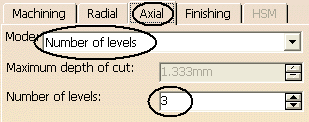 Machining Radial Axial Finishing HSM
Mode: Number of levels
Maximum depth of cut: 1.333mm
Number of levels: 3